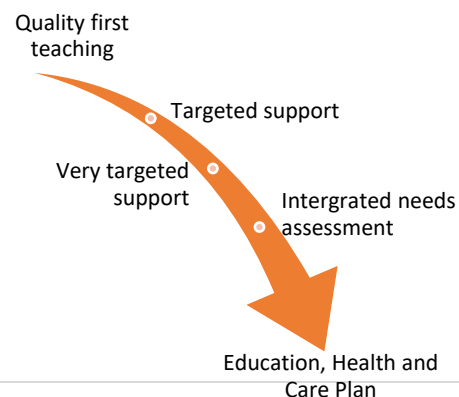 Quality first
teaching
Targeted support
Very targeted
support
Intergrated needs
assessment
Education, Health and
Care Plan